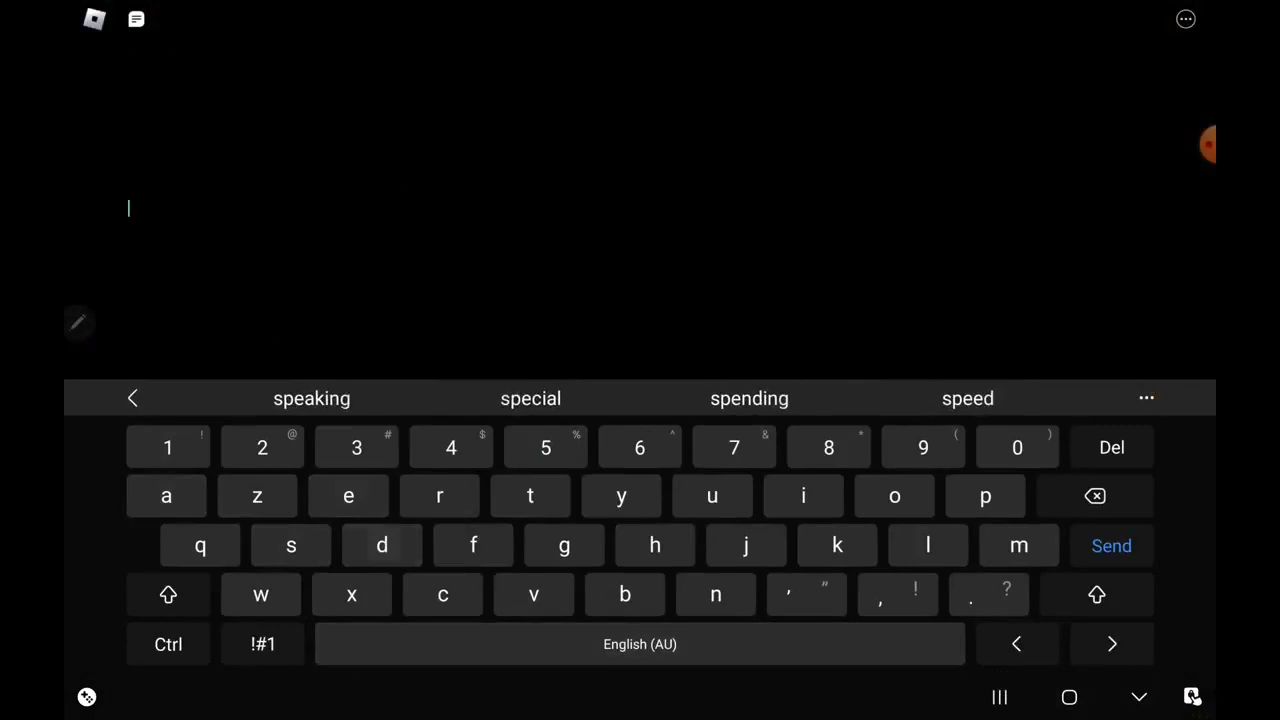 speaking special spending speed ...
1 ! 2 @ 3 # 4 $ 5 % 6 ^ 7 & 8 * 9 ( 0 ) Del
a z e r t y u i o p
q s d f g h j k l m Send
w x c v b n ' " , ! . ?
Ctrl !#1 English (AU) < >